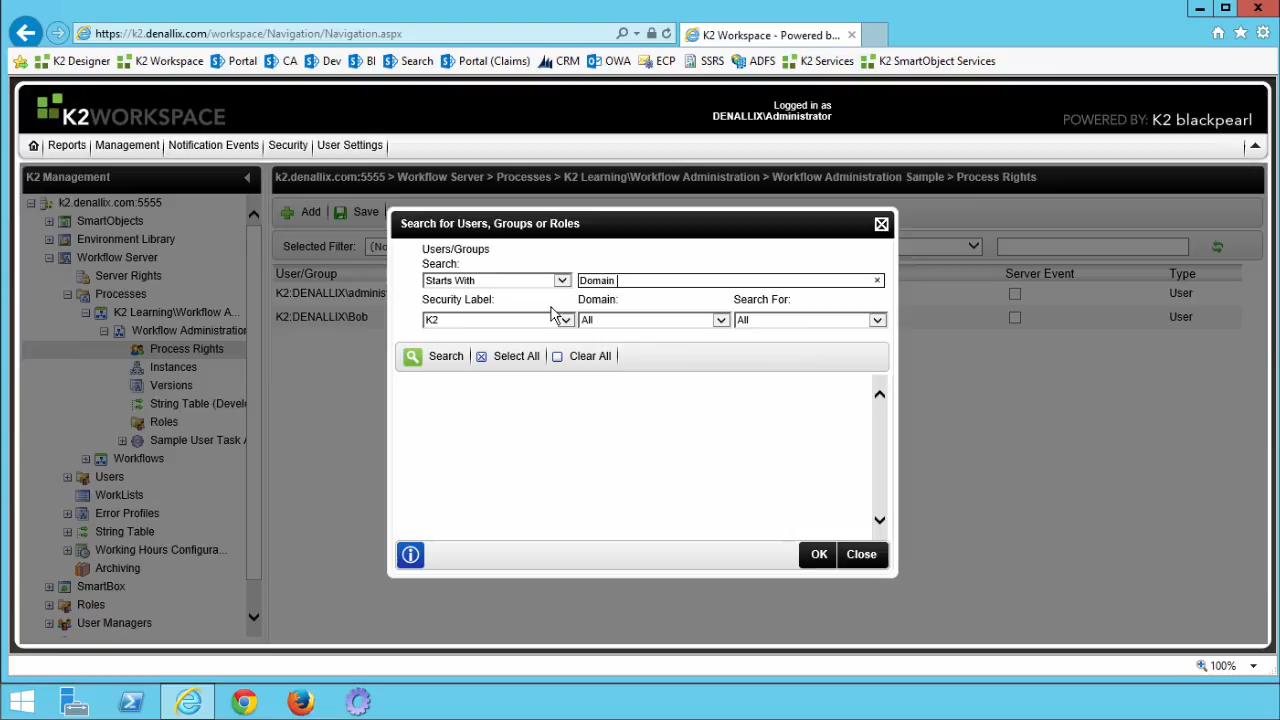 https://k2.denallix.com/workspace/Navigation/Navigation.aspx
K2 Workspace - Powered b...
K2 Designer K2 Workspace Portal CA Dev BI Search Portal (Claims) CRM OWA ECP SSRS ADFS K2 Services K2 SmartObject Services
K2WORKSPACE
Logged in as
DENALLIX\Administrator
POWERED BY: K2 blackpearl
Reports Management Notification Events Security User Settings
K2 Management
k2.denallix.com:5555 > Workflow Server > Processes > K2 Learning\Workflow Administration > Workflow Administration Sample > Process Rights
k2.denallix.com:5555
SmartObjects
Environment Library
Workflow Server
Server Rights
Processes
K2 Learning\Workflow A...
Workflow Administration
Process Rights
Instances
Versions
String Table (Devel
Roles
Sample User Task A
Workflows
Users
WorkLists
Error Profiles
String Table
Working Hours Configura...
Archiving
SmartBox
Roles
User Managers
Add Save
Selected Filter: (No
User/Group Server Event Type
K2:DENALLIX\adminis User
K2:DENALLIX\Bob User
Search for Users, Groups or Roles
Users/Groups
Search:
Starts With Domain
Security Label: Domain: Search For:
K2 All All
Search Select All Clear All
OK Close
100%